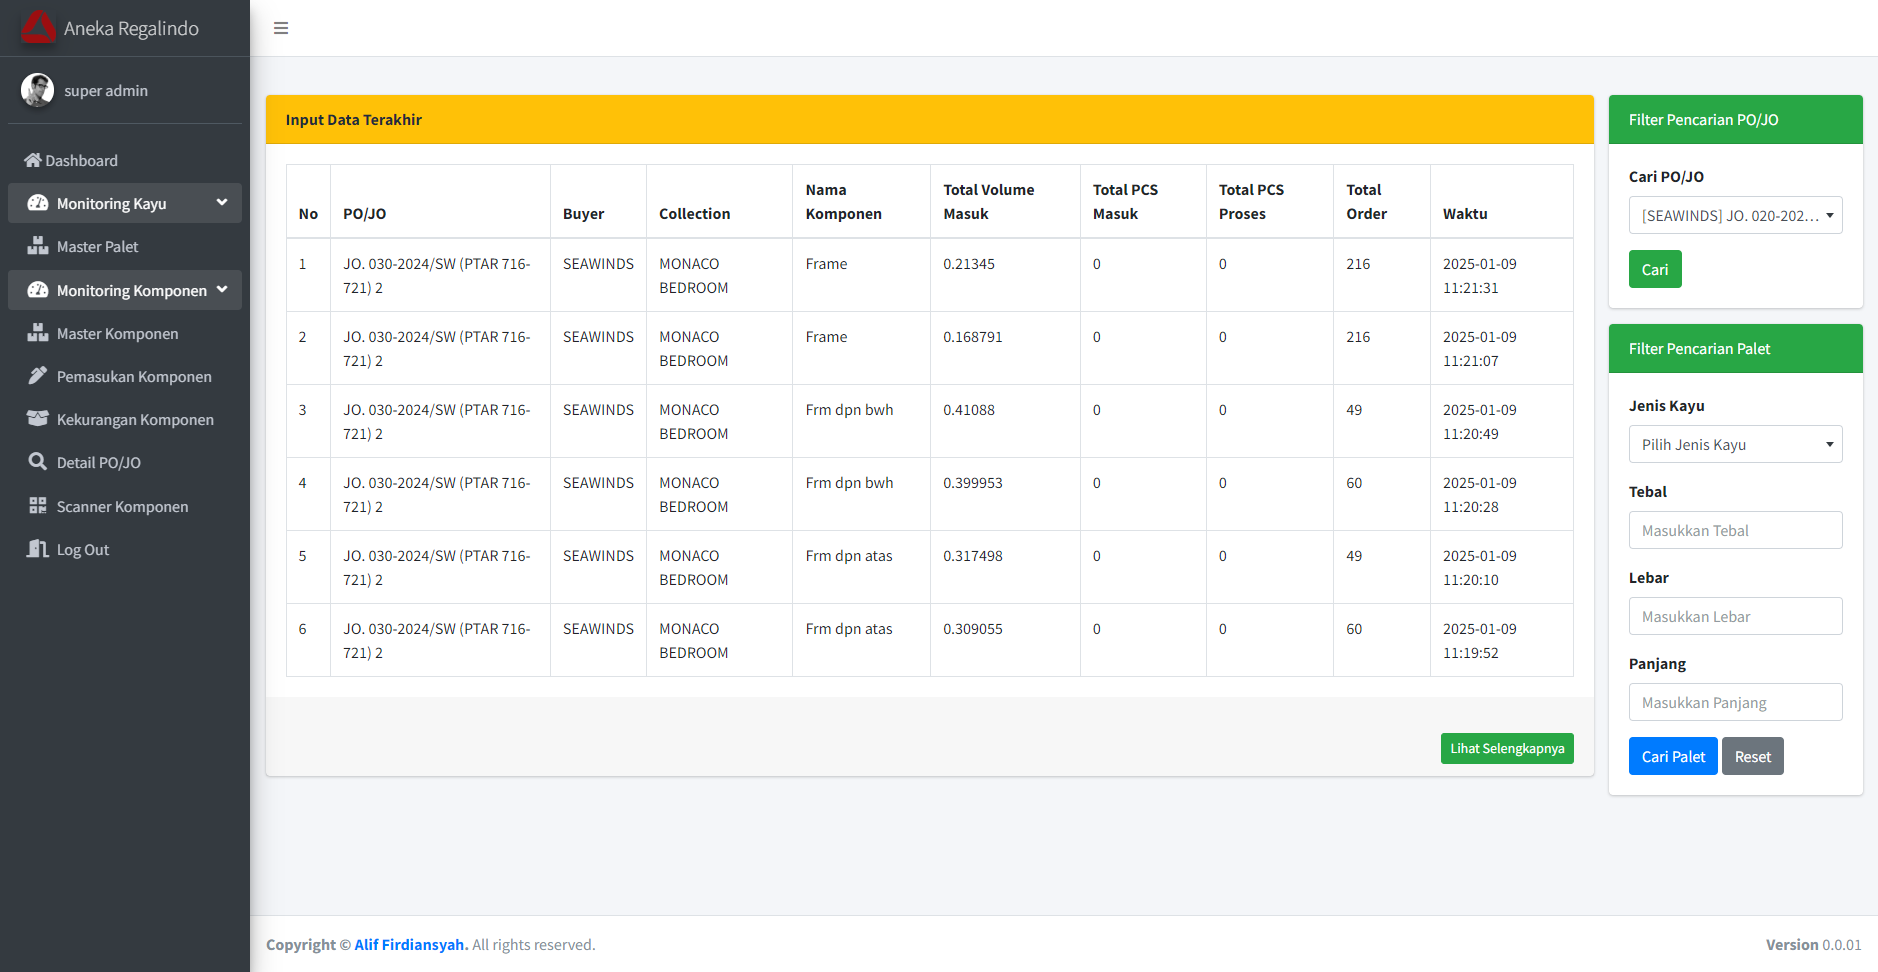 Aneka Regalindo
super admin
Dashboard
Monitoring Kayu
Master Palet
Monitoring Komponen
Master Komponen
Pemasukan Komponen
Kekurangan Komponen
Detail PO/JO
Scanner Komponen
Log Out
Input Data Terakhir
No PO/JO Buyer Collection Nama Komponen Total Volume Masuk Total PCS Masuk Total PCS Proses Total Order Waktu
1 JO. 030-2024/SW (PTAR 716-721) 2 SEAWINDS MONACO BEDROOM Frame 0.21345 0 0 216 2025-01-09 11:21:31
2 JO. 030-2024/SW (PTAR 716-721) 2 SEAWINDS MONACO BEDROOM Frame 0.168791 0 0 216 2025-01-09 11:21:07
3 JO. 030-2024/SW (PTAR 716-721) 2 SEAWINDS MONACO BEDROOM Frm dpn bwh 0.41088 0 0 49 2025-01-09 11:20:49
4 JO. 030-2024/SW (PTAR 716-721) 2 SEAWINDS MONACO BEDROOM Frm dpn bwh 0.399953 0 0 60 2025-01-09 11:20:28
5 JO. 030-2024/SW (PTAR 716-721) 2 SEAWINDS MONACO BEDROOM Frm dpn atas 0.317498 0 0 49 2025-01-09 11:20:10
6 JO. 030-2024/SW (PTAR 716-721) 2 SEAWINDS MONACO BEDROOM Frm dpn atas 0.309055 0 0 60 2025-01-09 11:19:52
Lihat Selengkapnya
Filter Pencarian PO/JO
Cari PO/JO
[SEAWINDS] JO. 020-202...
Cari
Filter Pencarian Palet
Jenis Kayu
Pilih Jenis Kayu
Tebal
Masukkan Tebal
Lebar
Masukkan Lebar
Panjang
Masukkan Panjang
Cari Palet Reset
Copyright © Alif Firdiansyah. All rights reserved.
Version 0.0.01